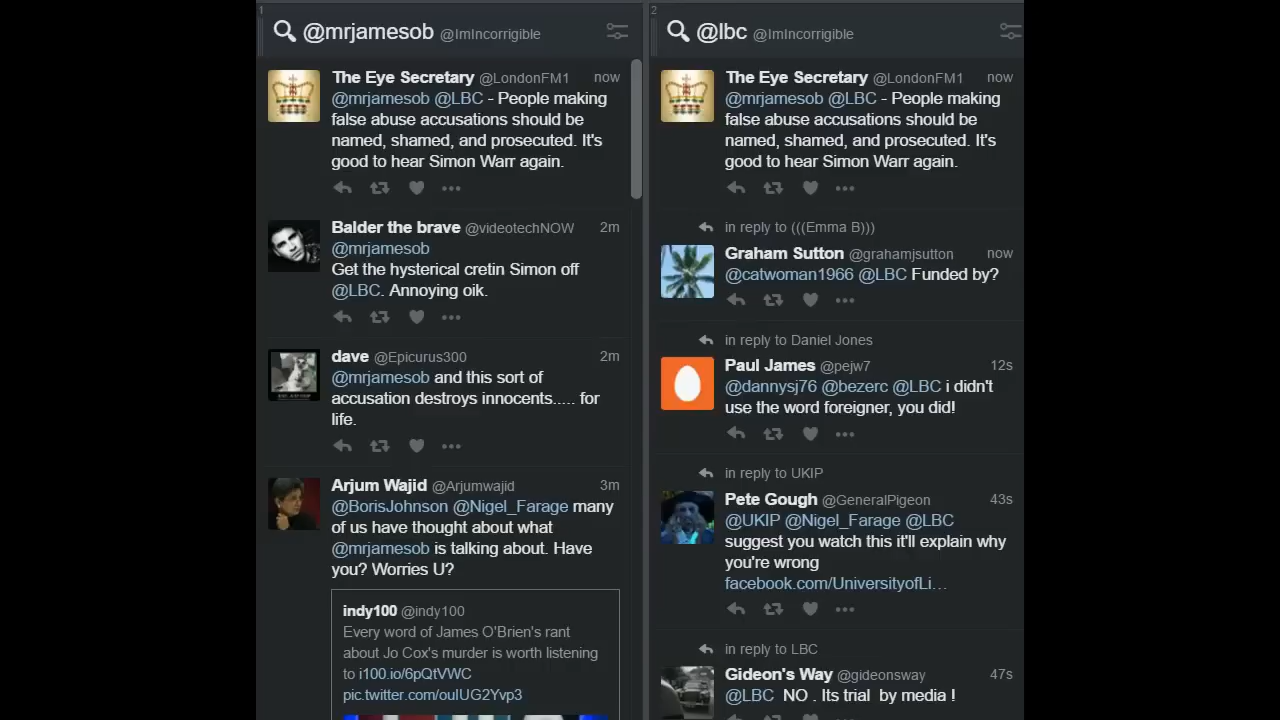 1
@mrjamesob @ImIncorrigible
The Eye Secretary @LondonFM1 now
@mrjamesob @LBC - People making
false abuse accusations should be
named, shamed, and prosecuted. It's
good to hear Simon Warr again.
Balder the brave @videotechNOW 2m
@mrjamesob
Get the hysterical cretin Simon off
@LBC. Annoying oik.
dave @Epicurus300 2m
@mrjamesob and this sort of
accusation destroys innocents..... for
life.
Arjum Wajid @Arjumwajid 3m
@BorisJohnson @Nigel_Farage many
of us have thought about what
@mrjamesob is talking about. Have
you? Worries U?
indy100 @indy100
Every word of James O'Brien's rant
about Jo Cox's murder is worth listening
to i100.io/6pQtVWC
pic.twitter.com/ouIUG2Yvp3
2
@lbc @ImIncorrigible
The Eye Secretary @LondonFM1 now
@mrjamesob @LBC - People making
false abuse accusations should be
named, shamed, and prosecuted. It's
good to hear Simon Warr again.
in reply to (((Emma B)))
Graham Sutton @grahamjsutton now
@catwoman1966 @LBC Funded by?
in reply to Daniel Jones
Paul James @pejw7 12s
@dannysj76 @bezerc @LBC i didn't
use the word foreigner, you did!
in reply to UKIP
Pete Gough @GeneralPigeon 43s
@UKIP @Nigel_Farage @LBC
suggest you watch this it'll explain why
you're wrong
facebook.com/UniversityofLi…
in reply to LBC
Gideon's Way @gideonsway 47s
@LBC NO . Its trial by media !